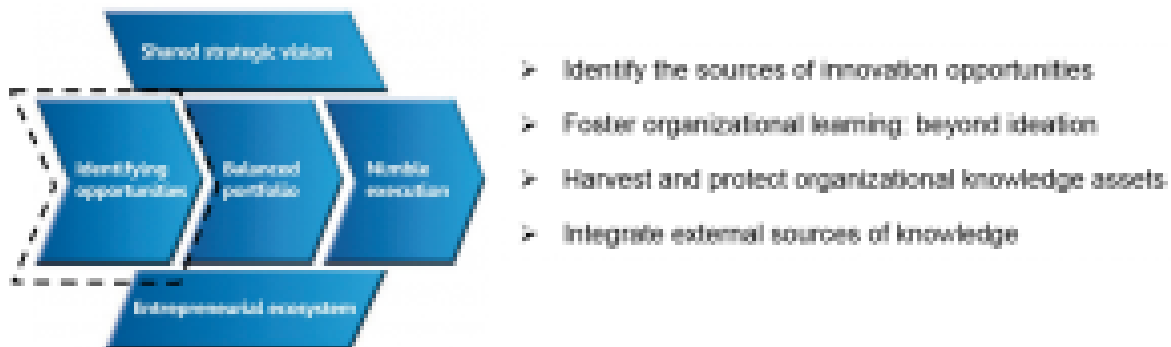 Shared strategic vision
Identifying
opportunities
Balanced
portfolio
Nimble
execution
Entrepreneurial ecosystem
➢ Identify the sources of innovation opportunities
➢ Foster organizational learning: beyond ideation
➢ Harvest and protect organizational knowledge assets
➢ Integrate external sources of knowledge